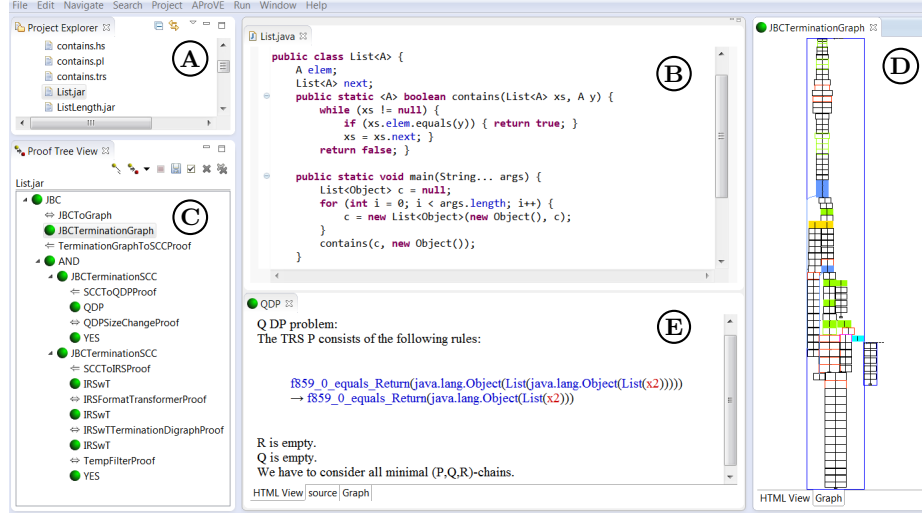 File Edit Navigate Search Project AProVE Run Window Help
Project Explorer
contains.hs
contains.pl
contains.trs
List.jar
ListLength.jar
A
Proof Tree View
List.jar
JBC
⇔ JBCToGraph
JBCTerminationGraph
⇐ TerminationGraphToSCCProof
AND
JBCTerminationSCC
⇐ SCCToQDPProof
QDP
⇔ QDPSizeChangeProof
YES
JBCTerminationSCC
⇐ SCCToIRSProof
IRSwT
⇔ IRSFormatTransformerProof
IRSwT
⇔ IRSwTTerminationDigraphProof
IRSwT
⇔ TempFilterProof
YES
C
List.java
public class List<A> {
A elem;
List<A> next;
public static <A> boolean contains(List<A> xs, A y) {
while (xs != null) {
if (xs.elem.equals(y)) { return true; }
xs = xs.next; }
return false; }
public static void main(String... args) {
List<Object> c = null;
for (int i = 0; i < args.length; i++) {
c = new List<Object>(new Object(), c);
}
contains(c, new Object());
}
B
QDP
Q DP problem:
The TRS P consists of the following rules:
f859_0_equals_Return(java.lang.Object(List(java.lang.Object(List(x2)))))
→ f859_0_equals_Return(java.lang.Object(List(x2)))
R is empty.
Q is empty.
We have to consider all minimal (P,Q,R)-chains.
HTML View source Graph
E
JBCTerminationGraph
D
HTML View Graph